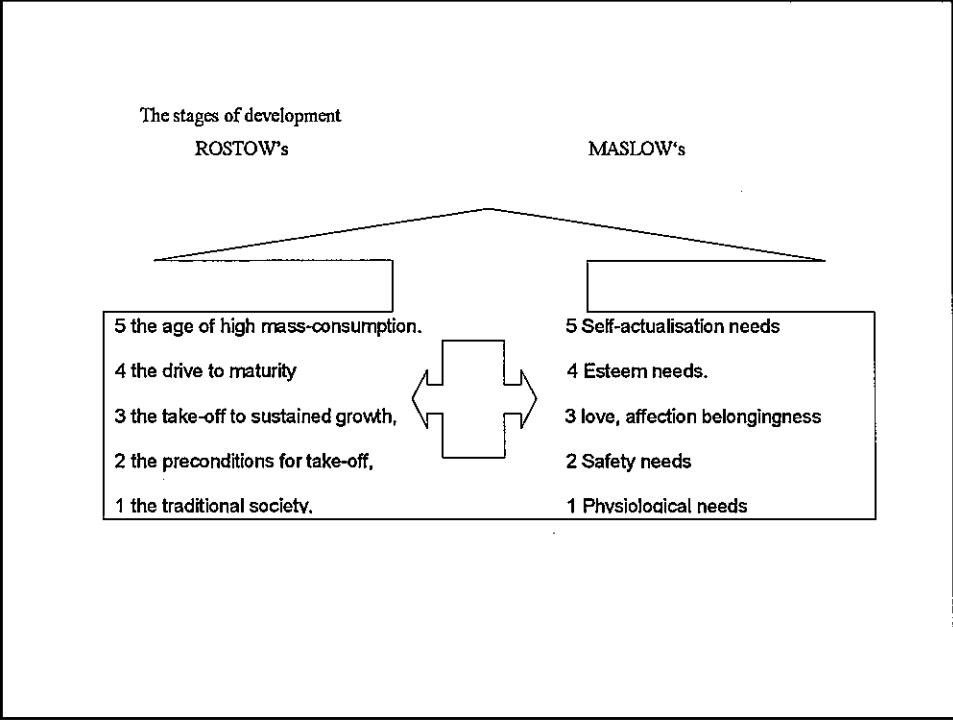 The stages of development
ROSTOW's
MASLOW's
5 the age of high mass-consumption.
4 the drive to maturity
3 the take-off to sustained growth,
2 the preconditions for take-off,
1 the traditional society.
5 Self-actualisation needs
4 Esteem needs.
3 love, affection belongingness
2 Safety needs
1 Physiological needs